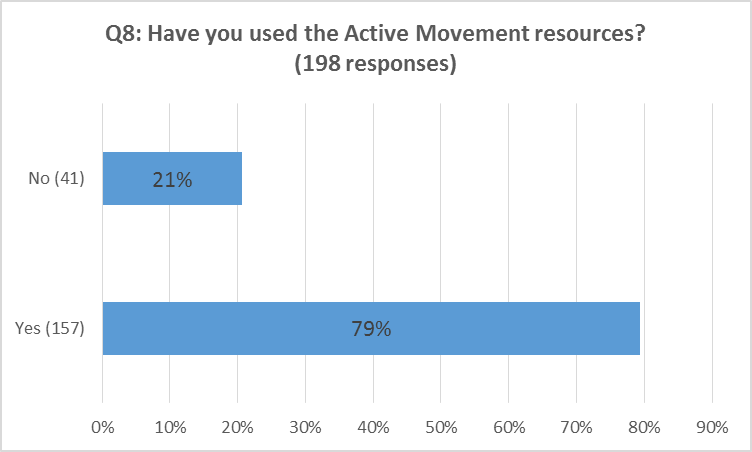 Q8: Have you used the Active Movement resources?
(198 responses)
No (41)
21%
Yes (157)
79%
0% 10% 20% 30% 40% 50% 60% 70% 80% 90%